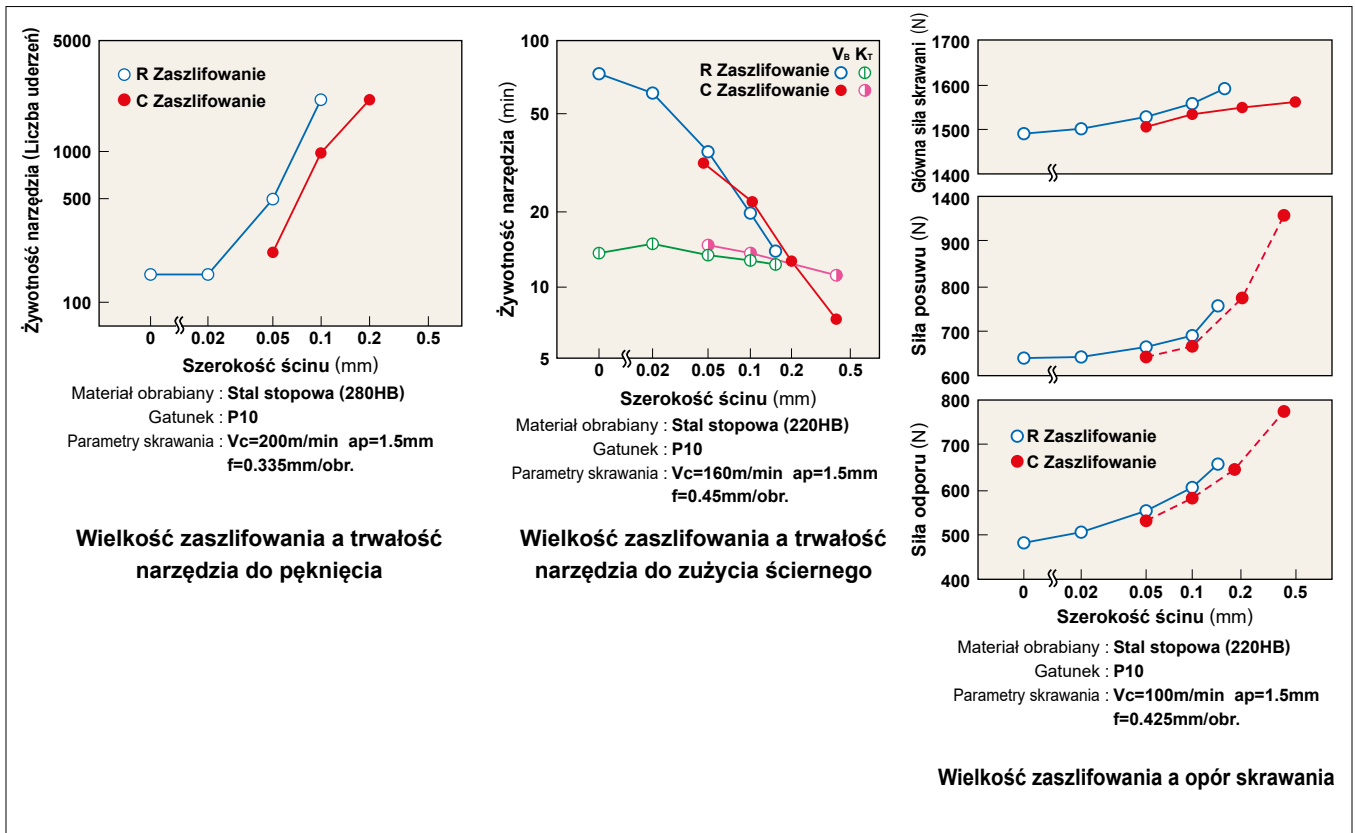 Żywotność narzędzia (Liczba uderzeń)
5000
1000
500
100
R Zaszlifowanie
C Zaszlifowanie
0 0.02 0.05 0.1 0.2 0.5
Szerokość ścinu (mm)
Materiał obrabiany : Stal stopowa (280HB)
Gatunek : P10
Parametry skrawania : Vc=200m/min ap=1.5mm
f=0.335mm/obr.
Wielkość zaszlifowania a trwałość
narzędzia do pęknięcia
Żywotność narzędzia (min)
100
50
20
10
5
VB KT
R Zaszlifowanie
C Zaszlifowanie
0 0.02 0.05 0.1 0.2 0.5
Szerokość ścinu (mm)
Materiał obrabiany : Stal stopowa (220HB)
Gatunek : P10
Parametry skrawania : Vc=160m/min ap=1.5mm
f=0.45mm/obr.
Wielkość zaszlifowania a trwałość
narzędzia do zużycia ściernego
Główna siła skrawani (N)
1700
1600
1500
1400
Siła posuwu (N)
1400
900
800
700
600
Siła odporu (N)
800
700
600
500
400
R Zaszlifowanie
C Zaszlifowanie
0 0.02 0.05 0.1 0.2 0.5
Szerokość ścinu (mm)
Materiał obrabiany : Stal stopowa (220HB)
Gatunek : P10
Parametry skrawania : Vc=100m/min ap=1.5mm
f=0.425mm/obr.
Wielkość zaszlifowania a opór skrawania